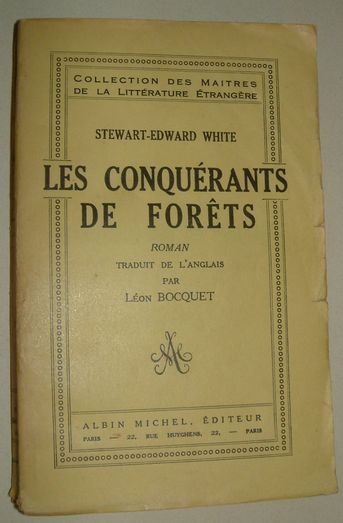 COLLECTION DES MAITRES
DE LA LITTÉRATURE ÉTRANGÈRE
STEWART-EDWARD WHITE
LES CONQUÉRANTS
DE FORÊTS
ROMAN
TRADUIT DE L'ANGLAIS
PAR
LÉON BOCQUET
AM
ALBIN MICHEL, ÉDITEUR
PARIS — 22, RUE HUYGHENS, 22, — PARIS